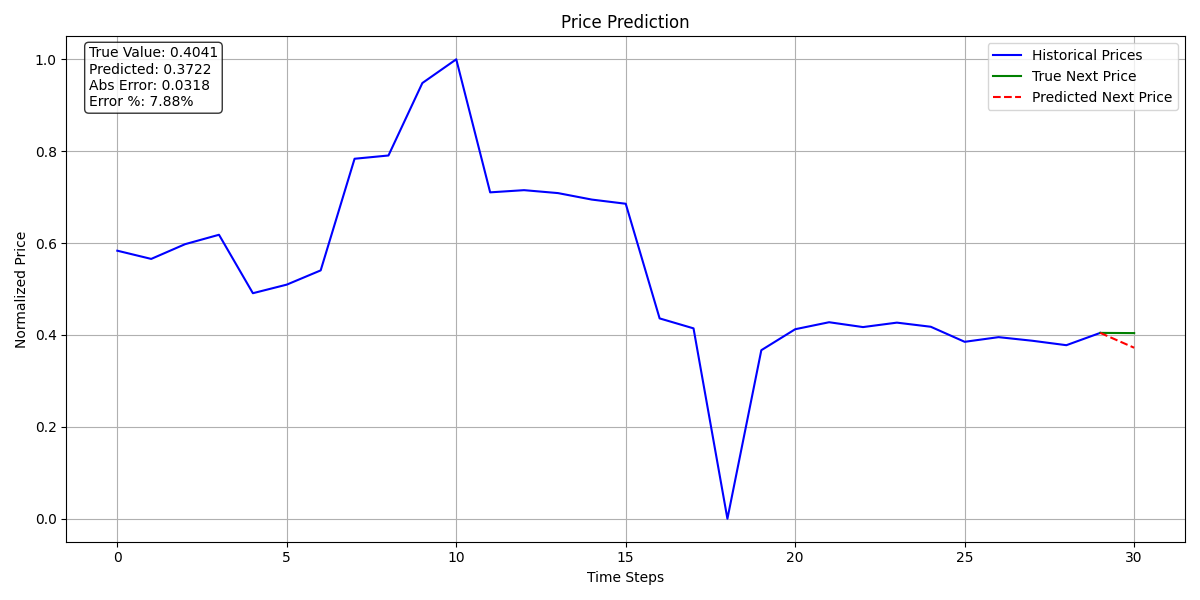 Price Prediction
True Value: 0.4041
Predicted: 0.3722
Abs Error: 0.0318
Error %: 7.88%
Historical Prices
True Next Price
Predicted Next Price
Normalized Price
1.0
0.8
0.6
0.4
0.2
0.0
0 5 10 15 20 25 30
Time Steps